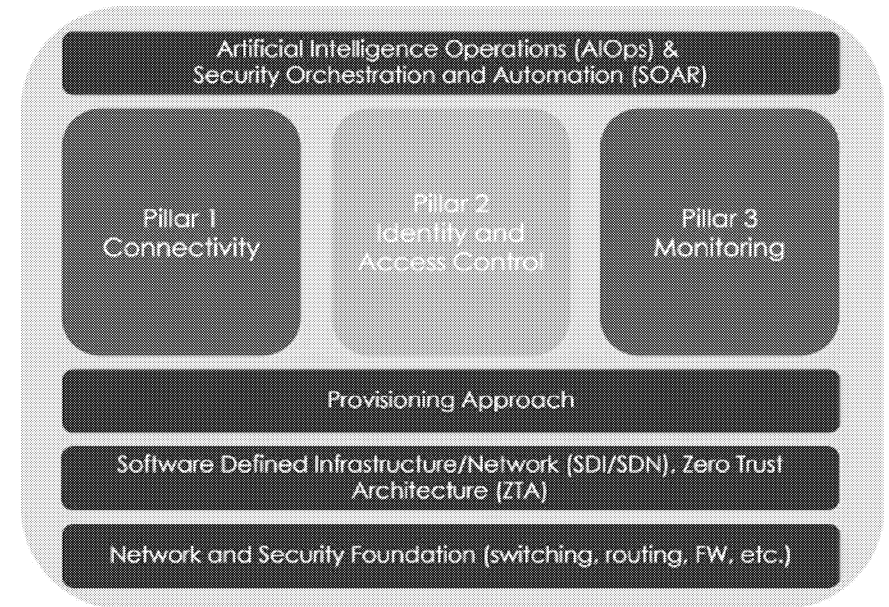 Artificial Intelligence Operations (AIOps) &
Security Orchestration and Automation (SOAR)
Pillar 1
Connectivity
Pillar 2
Identity and
Access Control
Pillar 3
Monitoring
Provisioning Approach
Software Defined Infrastructure/Network (SDI/SDN), Zero Trust
Architecture (ZTA)
Network and Security Foundation (switching, routing, FW, etc.)